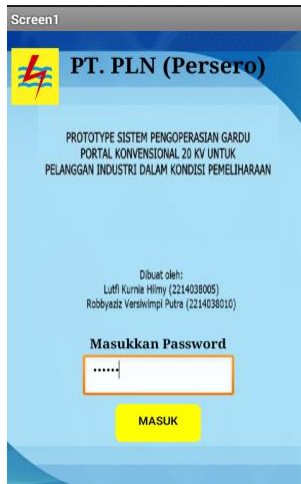 Screen1
PT. PLN (Persero)
PROTOTYPE SISTEM PENGOPERASIAN GARDU
PORTAL KONVENSIONAL 20 KV UNTUK
PELANGGAN INDUSTRI DALAM KONDISI PEMELIHARAAN
Dibuat oleh:
Lutfi Kurnia Hilmy (2214038005)
Robbyaziz Versiwimpi Putra (2214038010)
Masukkan Password
••••••
MASUK